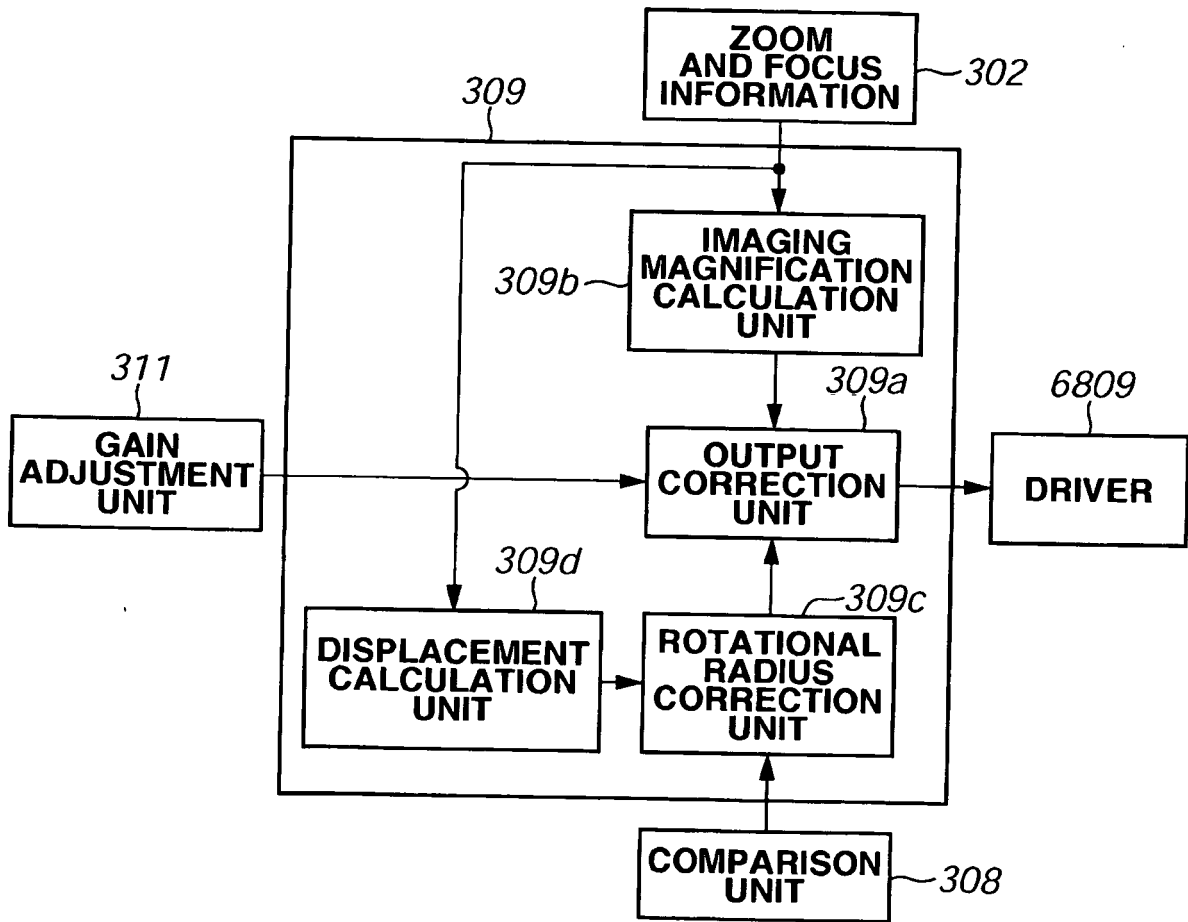 ZOOM
AND FOCUS
INFORMATION
302
309
IMAGING
MAGNIFICATION
CALCULATION
UNIT
309b
311
309a
6809
GAIN
ADJUSTMENT
UNIT
OUTPUT
CORRECTION
UNIT
DRIVER
309d
309c
DISPLACEMENT
CALCULATION
UNIT
ROTATIONAL
RADIUS
CORRECTION
UNIT
COMPARISON
UNIT
308